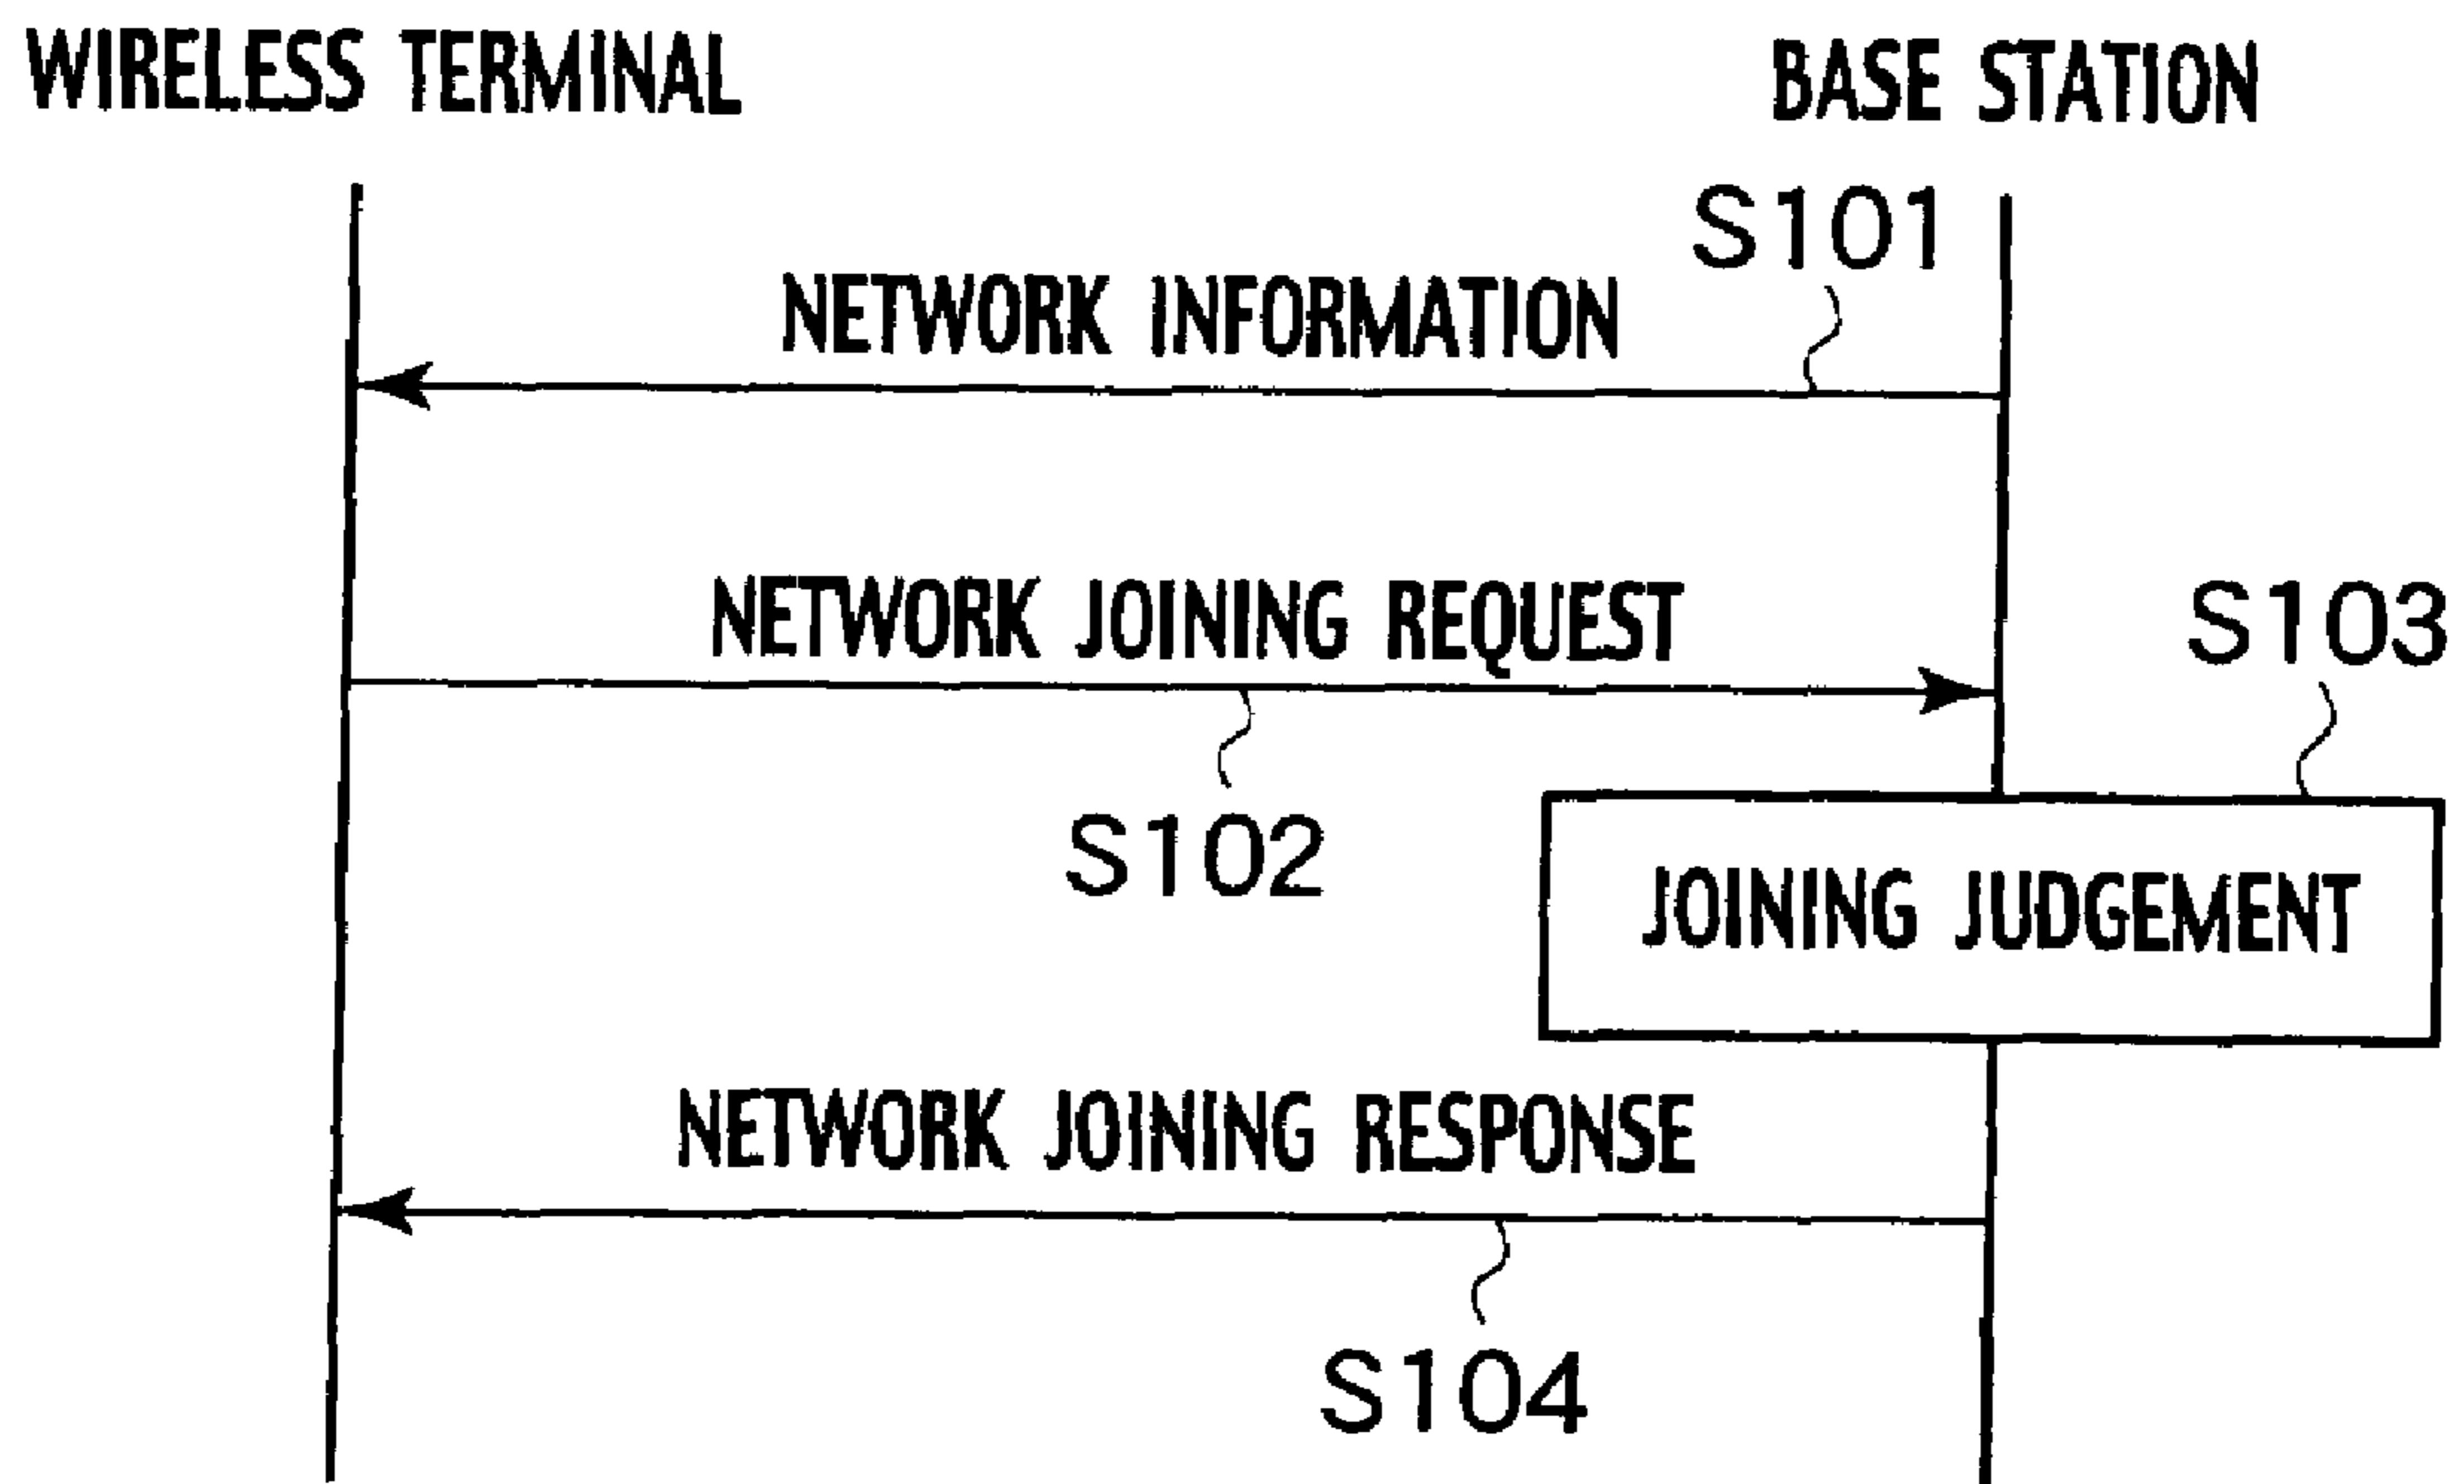 WIRELESS TERMINAL
BASE STATION
S101
NETWORK INFORMATION
NETWORK JOINING REQUEST
S103
S102
JOINING JUDGEMENT
NETWORK JOINING RESPONSE
S104